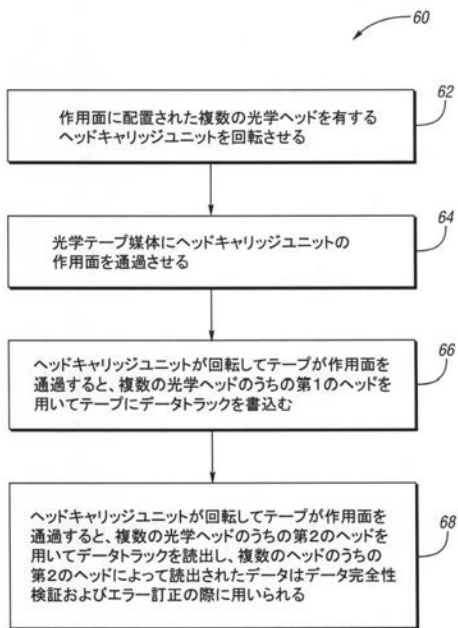 60
62
作用面に配置された複数の光学ヘッドを有する
ヘッドキャリッジユニットを回転させる
64
光学テープ媒体にヘッドキャリッジユニットの
作用面を通過させる
66
ヘッドキャリッジユニットが回転してテープが作用面を
通過すると、複数の光学ヘッドのうちの第1のヘッドを
用いてテープにデータトラックを書込む
68
ヘッドキャリッジユニットが回転してテープが作用面を
通過すると、複数の光学ヘッドのうちの第2のヘッドを
用いてデータトラックを読出し、複数のヘッドのうちの
第2のヘッドによって読出されたデータはデータ完全性
検証およびエラー訂正の際に用いられる